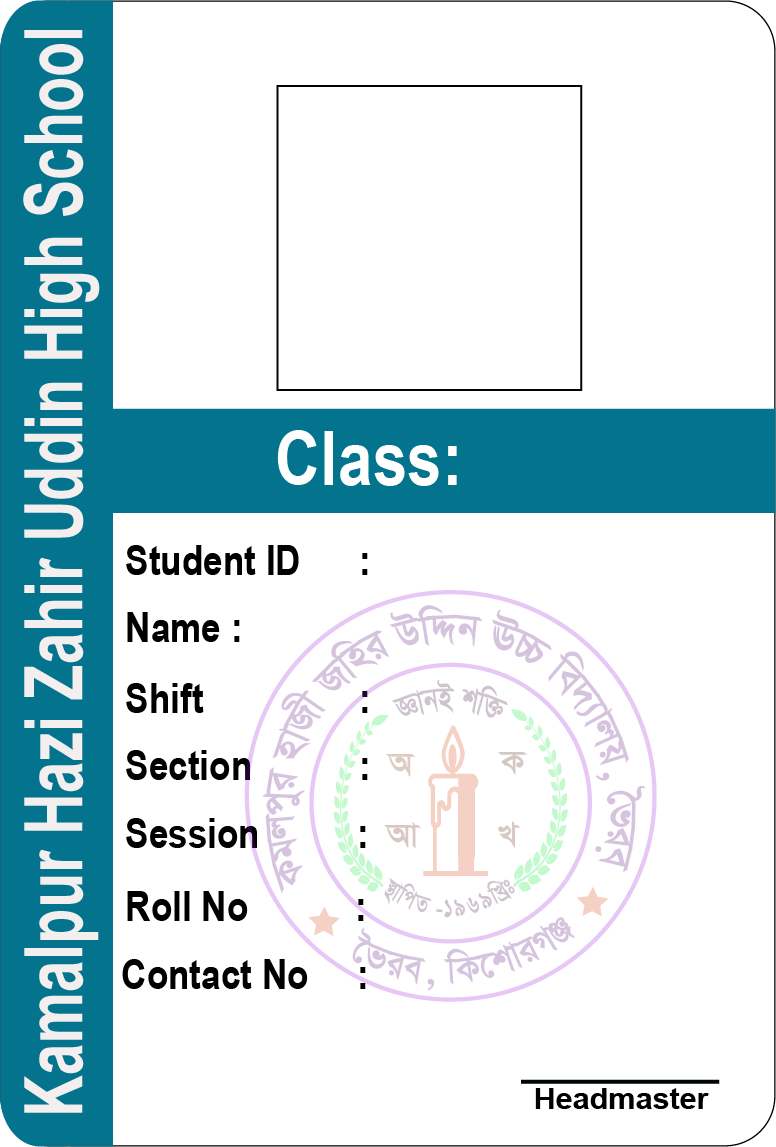 Kamalpur Hazi Zahir Uddin High School
Class:
Student ID :
Name :
Shift :
Section :
Session :
Roll No :
Contact No :
কমলপুর হাজী জহির উদ্দিন উচ্চ বিদ্যালয়, ভৈরব
জ্ঞানই শক্তি
অ ক
আ খ
স্থাপিত -১৯৬৯খ্রিঃ
ভৈরব, কিশোরগঞ্জ
Headmaster